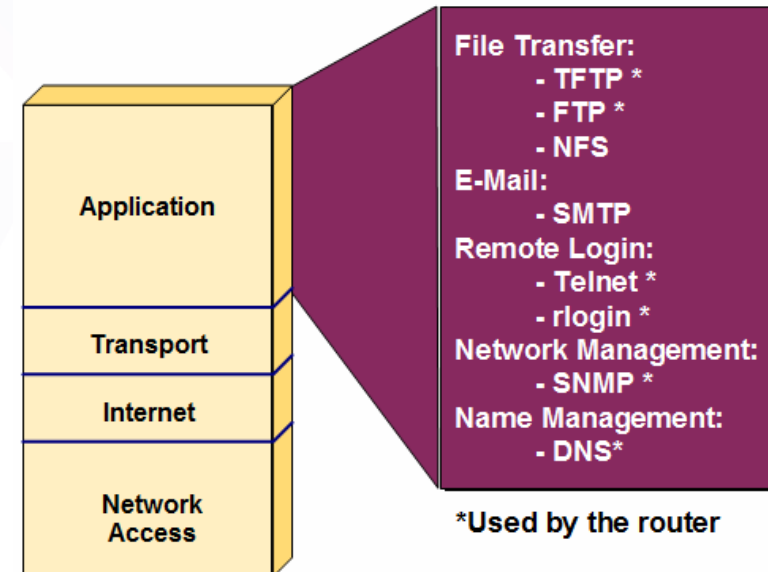 Application
Transport
Internet
Network
Access
File Transfer:
- TFTP *
- FTP *
- NFS
E-Mail:
- SMTP
Remote Login:
- Telnet *
- rlogin *
Network Management:
- SNMP *
Name Management:
- DNS*
*Used by the router